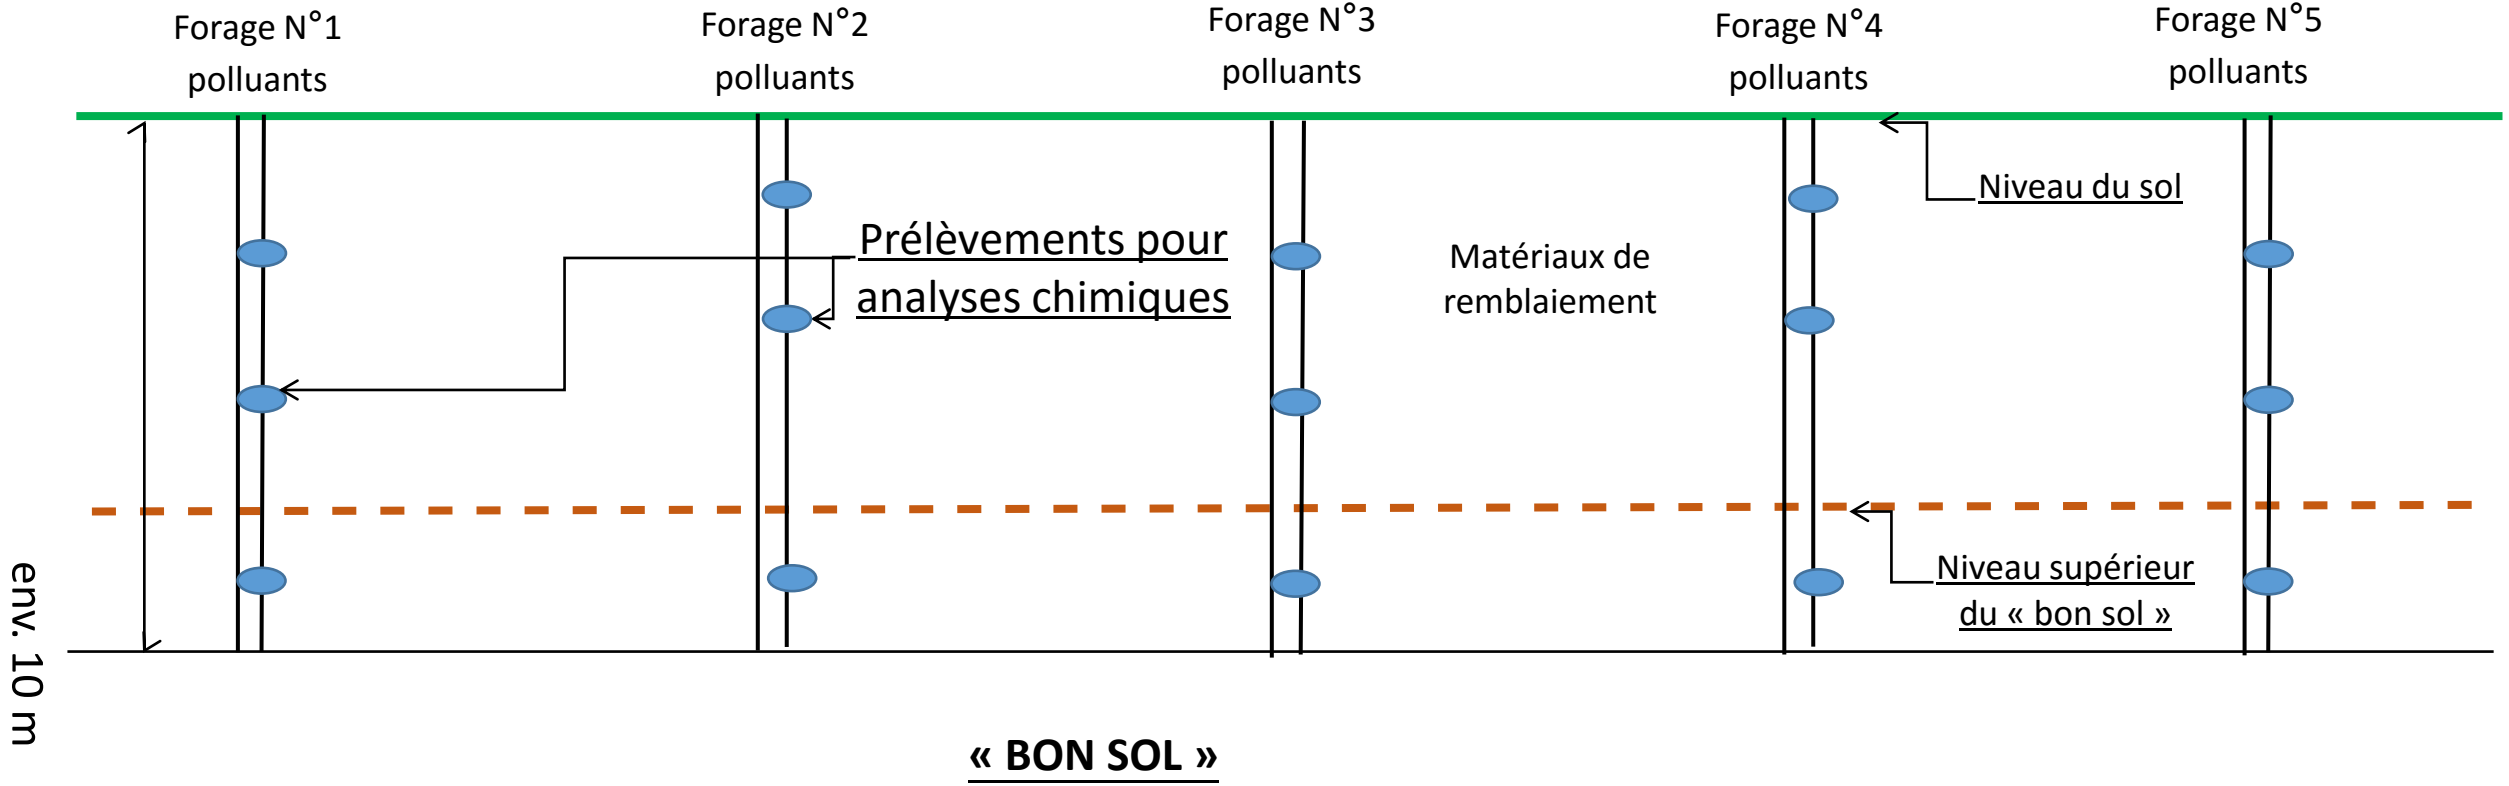 Forage N°1
polluants
Forage N°2
polluants
Forage N°3
polluants
Forage N°4
polluants
Forage N°5
polluants
Niveau du sol
Prélèvements pour
analyses chimiques
Matériaux de
remblaiement
Niveau supérieur
du « bon sol »
env. 10 m
« BON SOL »